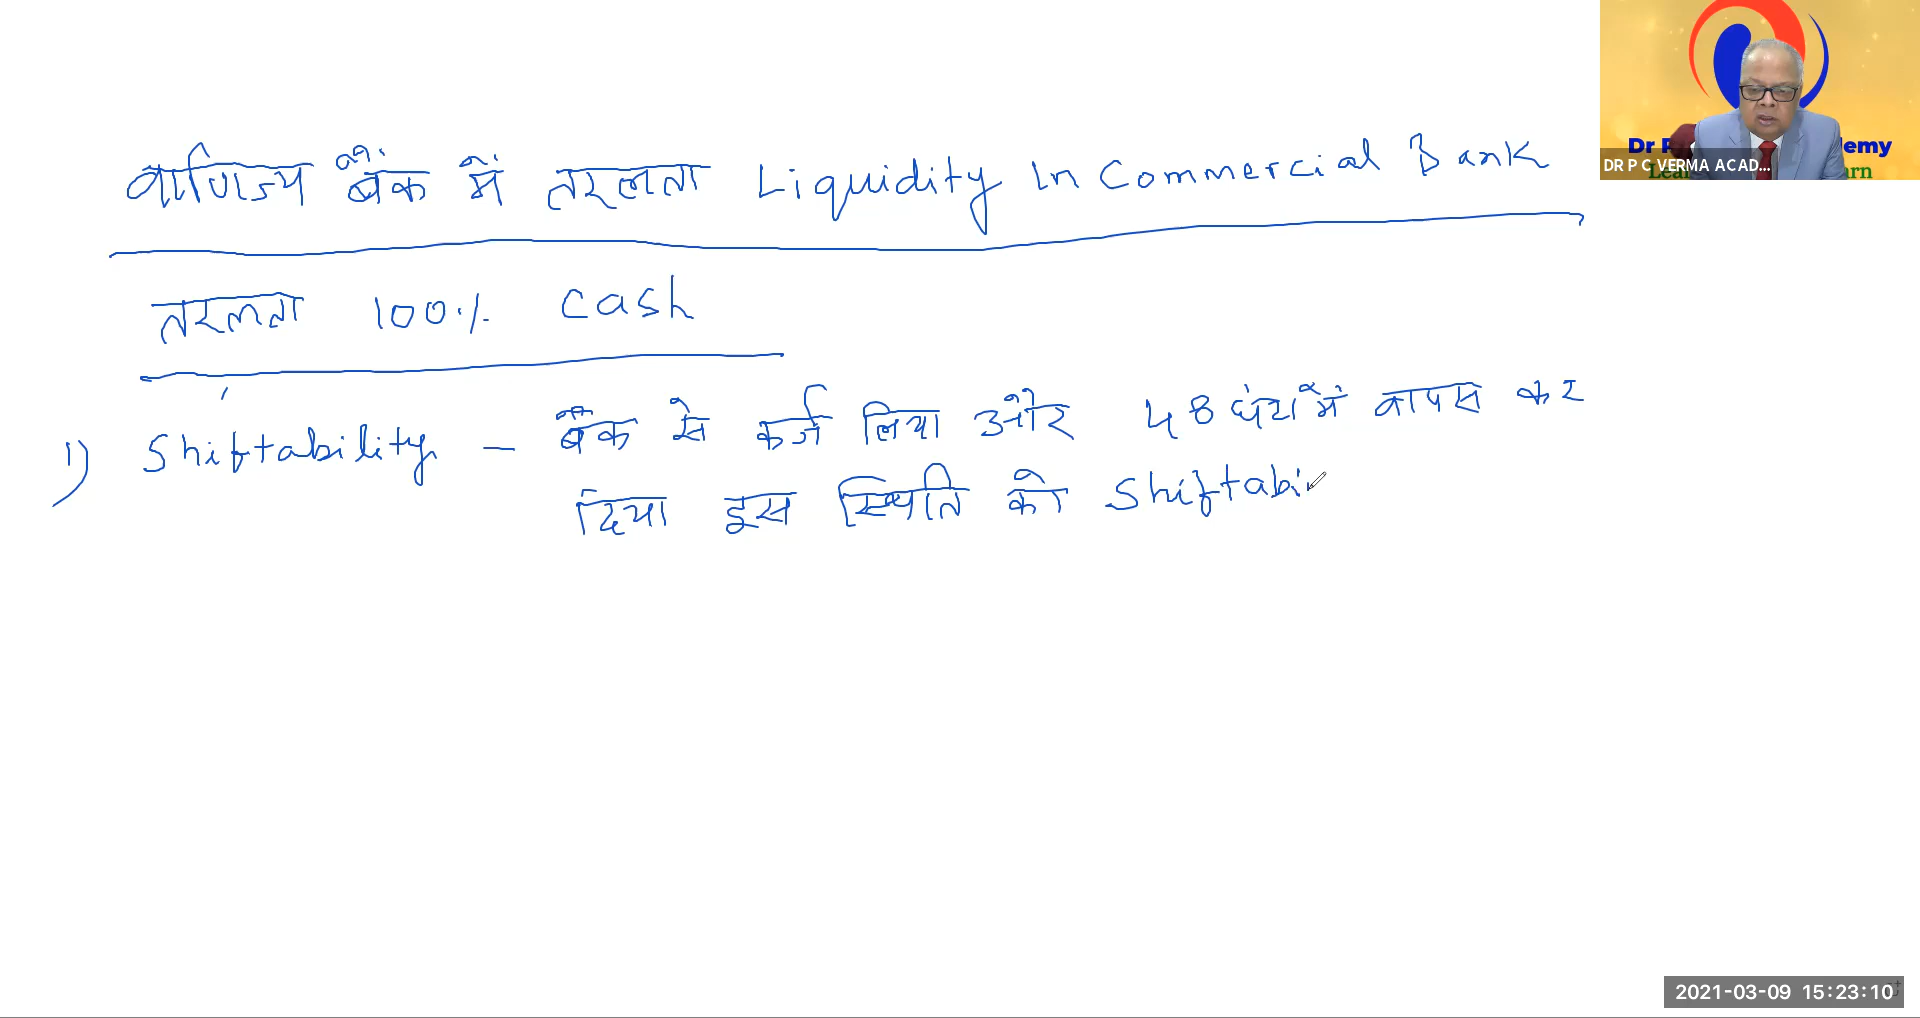 वाणिज्य बैंक में तरलता Liquidity In Commercial Bank
तरलता 100% Cash
1) Shiftability - बैंक से कर्ज लिया और 48 घंटों में वापस कर
दिया इस स्थिति को Shiftabi
DR P C VERMA ACAD...
2021-03-09 15:23:10